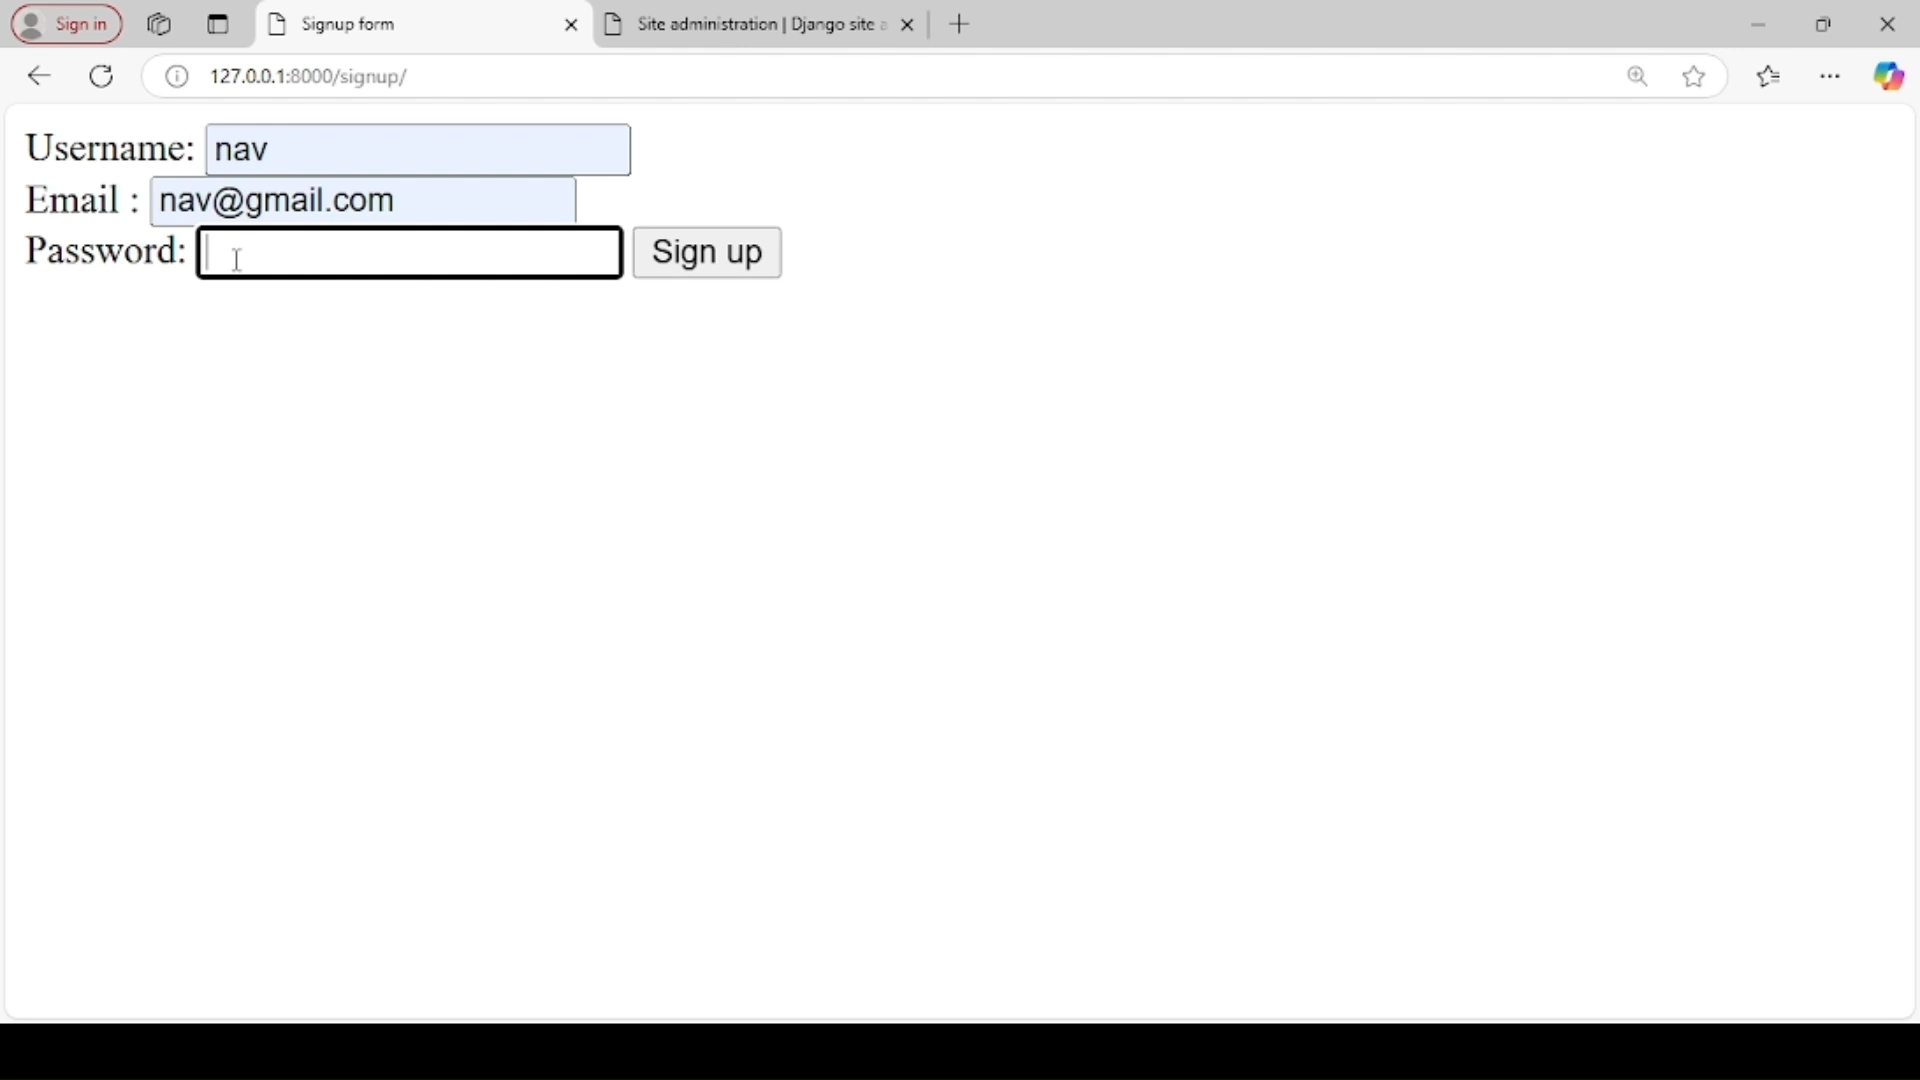 Sign in
Signup form
Site administration | Django site a
127.0.0.1:8000/signup/
Username: nav
Email : nav@gmail.com
Password: Sign up